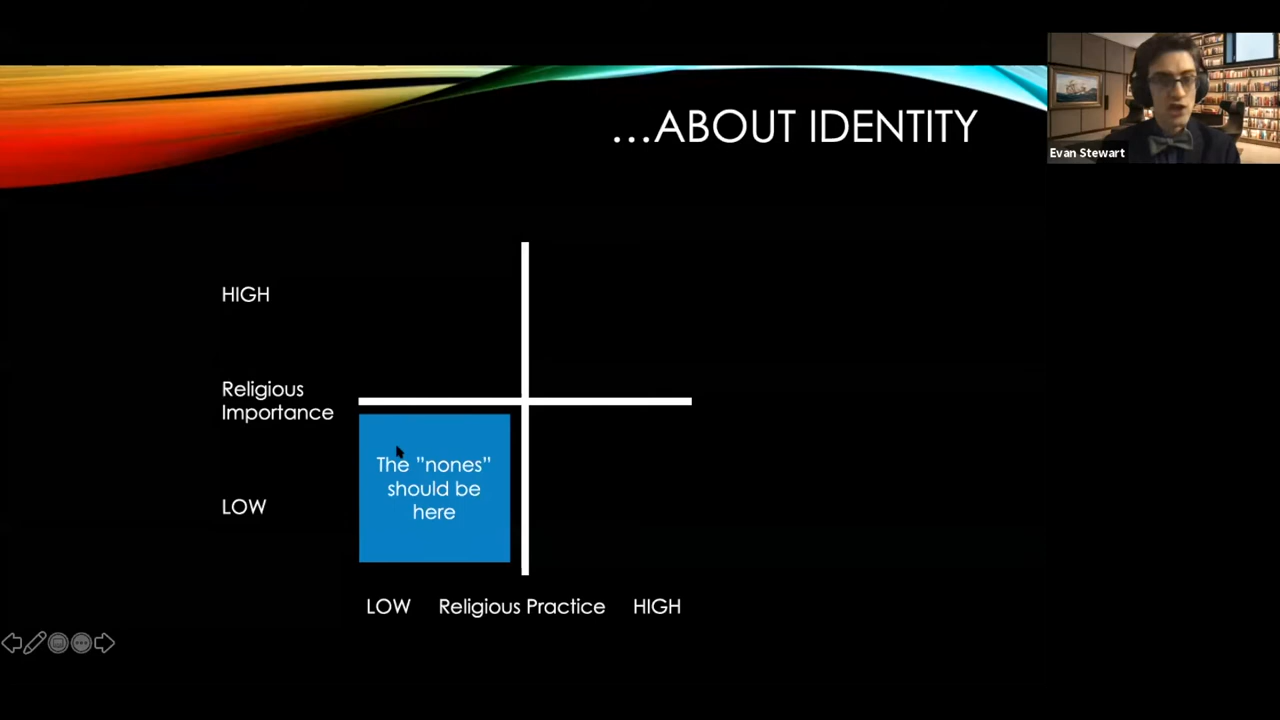 …ABOUT IDENTITY
Evan Stewart
HIGH
Religious
Importance
The ”nones”
should be
here
LOW
LOW Religious Practice HIGH